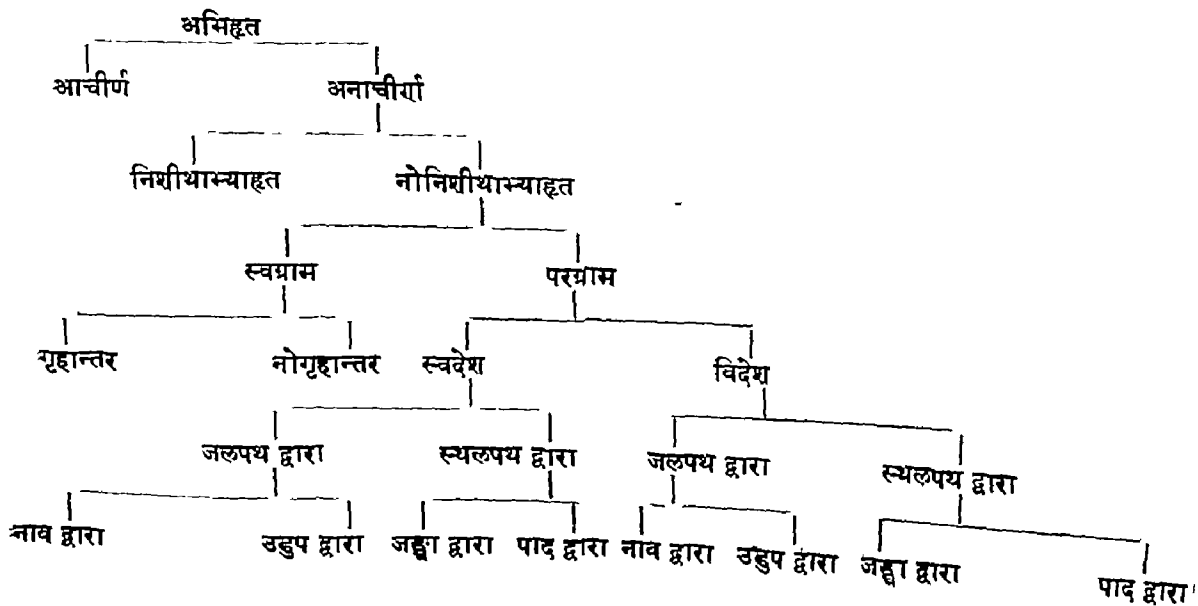 अभिहृत
आचीर्ण अनाचीर्ण
निशीथाभ्याहृत नोनिशीथाभ्याहृत
स्वग्राम परग्राम
गृहान्तर नोगृहान्तर स्वदेश विदेश
जलपथ द्वारा स्थलपथ द्वारा जलपथ द्वारा स्थलपथ द्वारा
नाव द्वारा उडुप द्वारा जङ्घा द्वारा पाद द्वारा नाव द्वारा उडुप द्वारा जङ्घा द्वारा पाद द्वारा